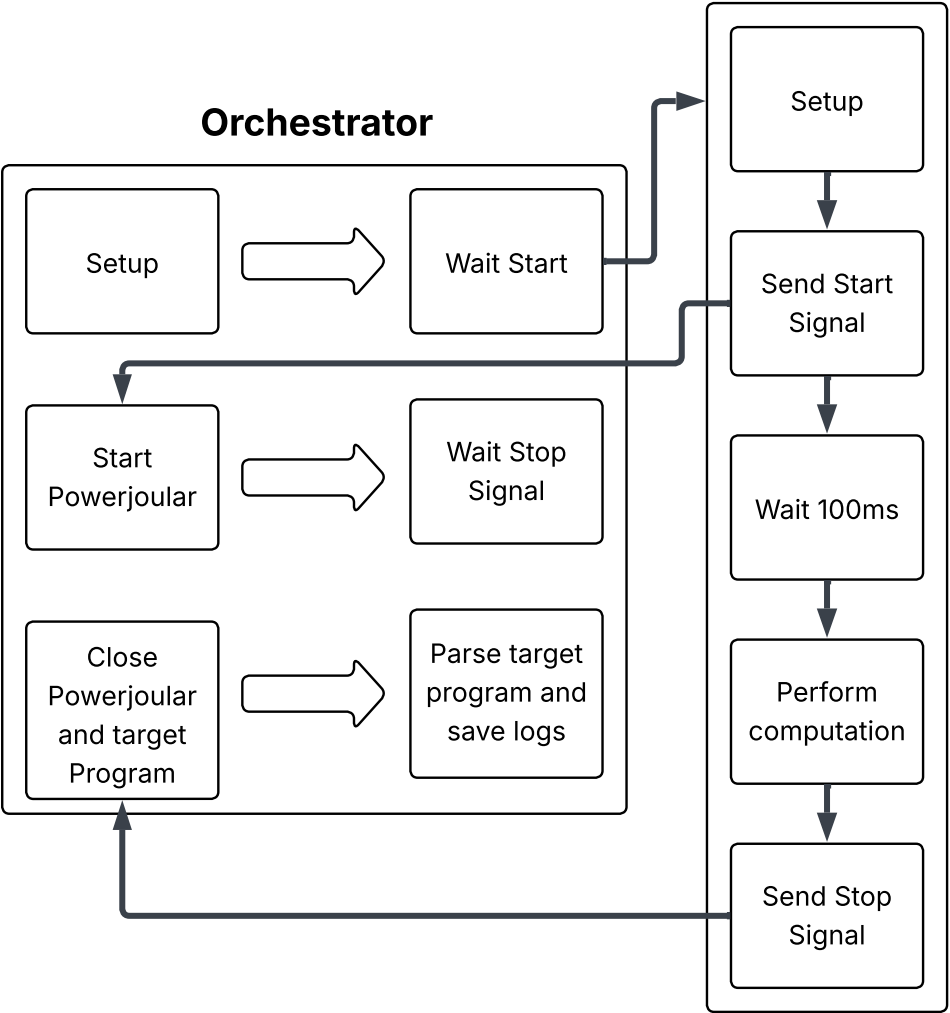 Orchestrator
Setup
Wait Start
Start
Powerjoular
Wait Stop
Signal
Close
Powerjoular
and target
Program
Parse target
program and
save logs
Setup
Send Start
Signal
Wait 100ms
Perform
computation
Send Stop
Signal